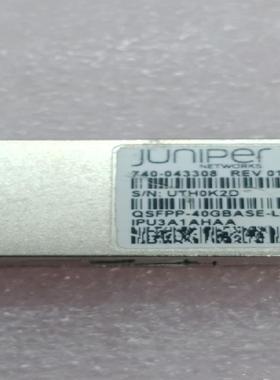 JUNIPER
NETWORKS
740-043308 REV 01
S/N: UTH0K2D
QSFPP-40GBASE-L
IPU3A1AHAA